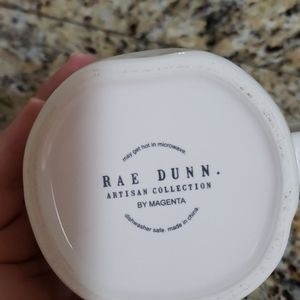 may get hot in microwave.
RAE DUNN.
ARTISAN COLLECTION
BY MAGENTA
dishwasher safe. made in china.